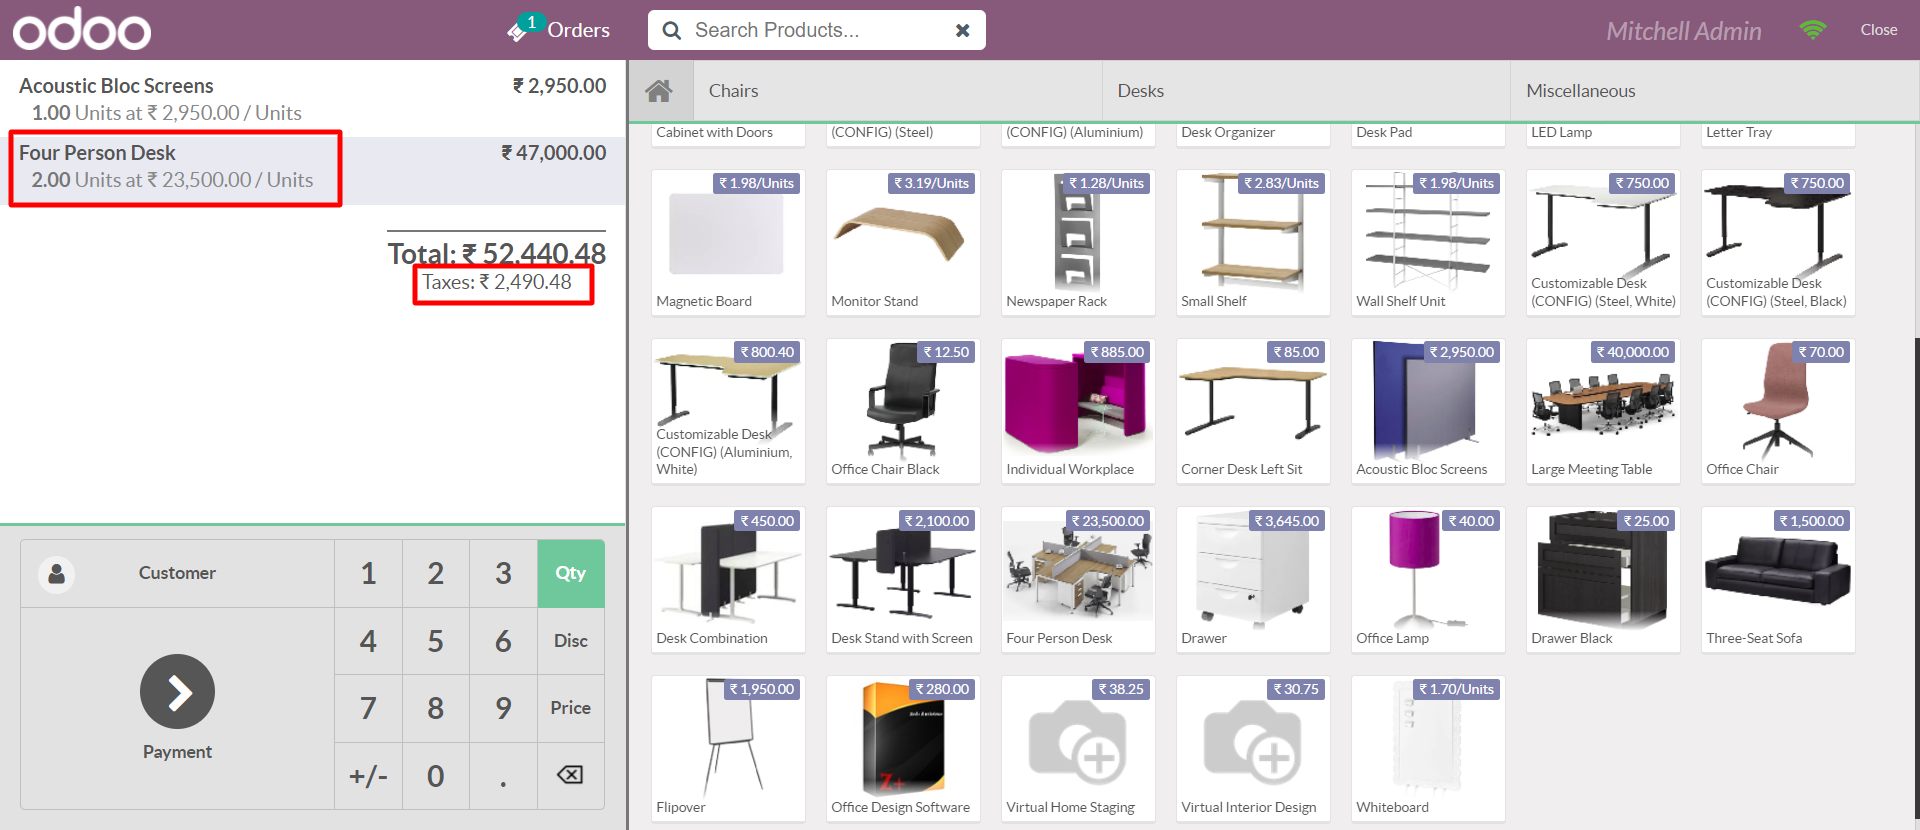 odoo
1
Orders
Search Products...
Mitchell Admin
Close
Acoustic Bloc Screens
₹ 2,950.00
1.00 Units at ₹ 2,950.00 / Units
Four Person Desk
₹ 47,000.00
2.00 Units at ₹ 23,500.00 / Units
Total: ₹ 52,440.48
Taxes: ₹ 2,490.48
Customer
Payment
1 2 3 Qty
4 5 6 Disc
7 8 9 Price
+/- 0 .
Chairs
Desks
Miscellaneous
Cabinet with Doors
(CONFIG) (Steel)
(CONFIG) (Aluminium)
Desk Organizer
Desk Pad
LED Lamp
Letter Tray
₹ 1.98/Units
Magnetic Board
₹ 3.19/Units
Monitor Stand
₹ 1.28/Units
Newspaper Rack
₹ 2.83/Units
Small Shelf
₹ 1.98/Units
Wall Shelf Unit
₹ 750.00
Customizable Desk
(CONFIG) (Steel, White)
₹ 750.00
Customizable Desk
(CONFIG) (Steel, Black)
₹ 800.40
Customizable Desk
(CONFIG) (Aluminium,
White)
₹ 12.50
Office Chair Black
₹ 885.00
Individual Workplace
₹ 85.00
Corner Desk Left Sit
₹ 2,950.00
Acoustic Bloc Screens
₹ 40,000.00
Large Meeting Table
₹ 70.00
Office Chair
₹ 450.00
Desk Combination
₹ 2,100.00
Desk Stand with Screen
₹ 23,500.00
Four Person Desk
₹ 3,645.00
Drawer
₹ 40.00
Office Lamp
₹ 25.00
Drawer Black
₹ 1,500.00
Three-Seat Sofa
₹ 1,950.00
Flipover
₹ 280.00
Z+
Office Design Software
₹ 38.25
Virtual Home Staging
₹ 30.75
Virtual Interior Design
₹ 1.70/Units
Whiteboard